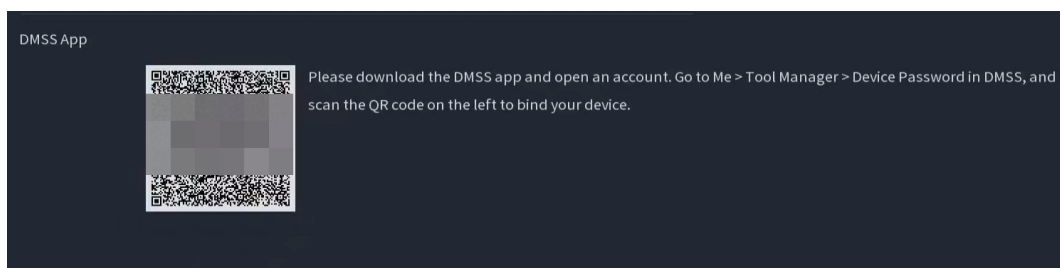 DMSS App
Please download the DMSS app and open an account. Go to Me > Tool Manager > Device Password in DMSS, and
scan the QR code on the left to bind your device.